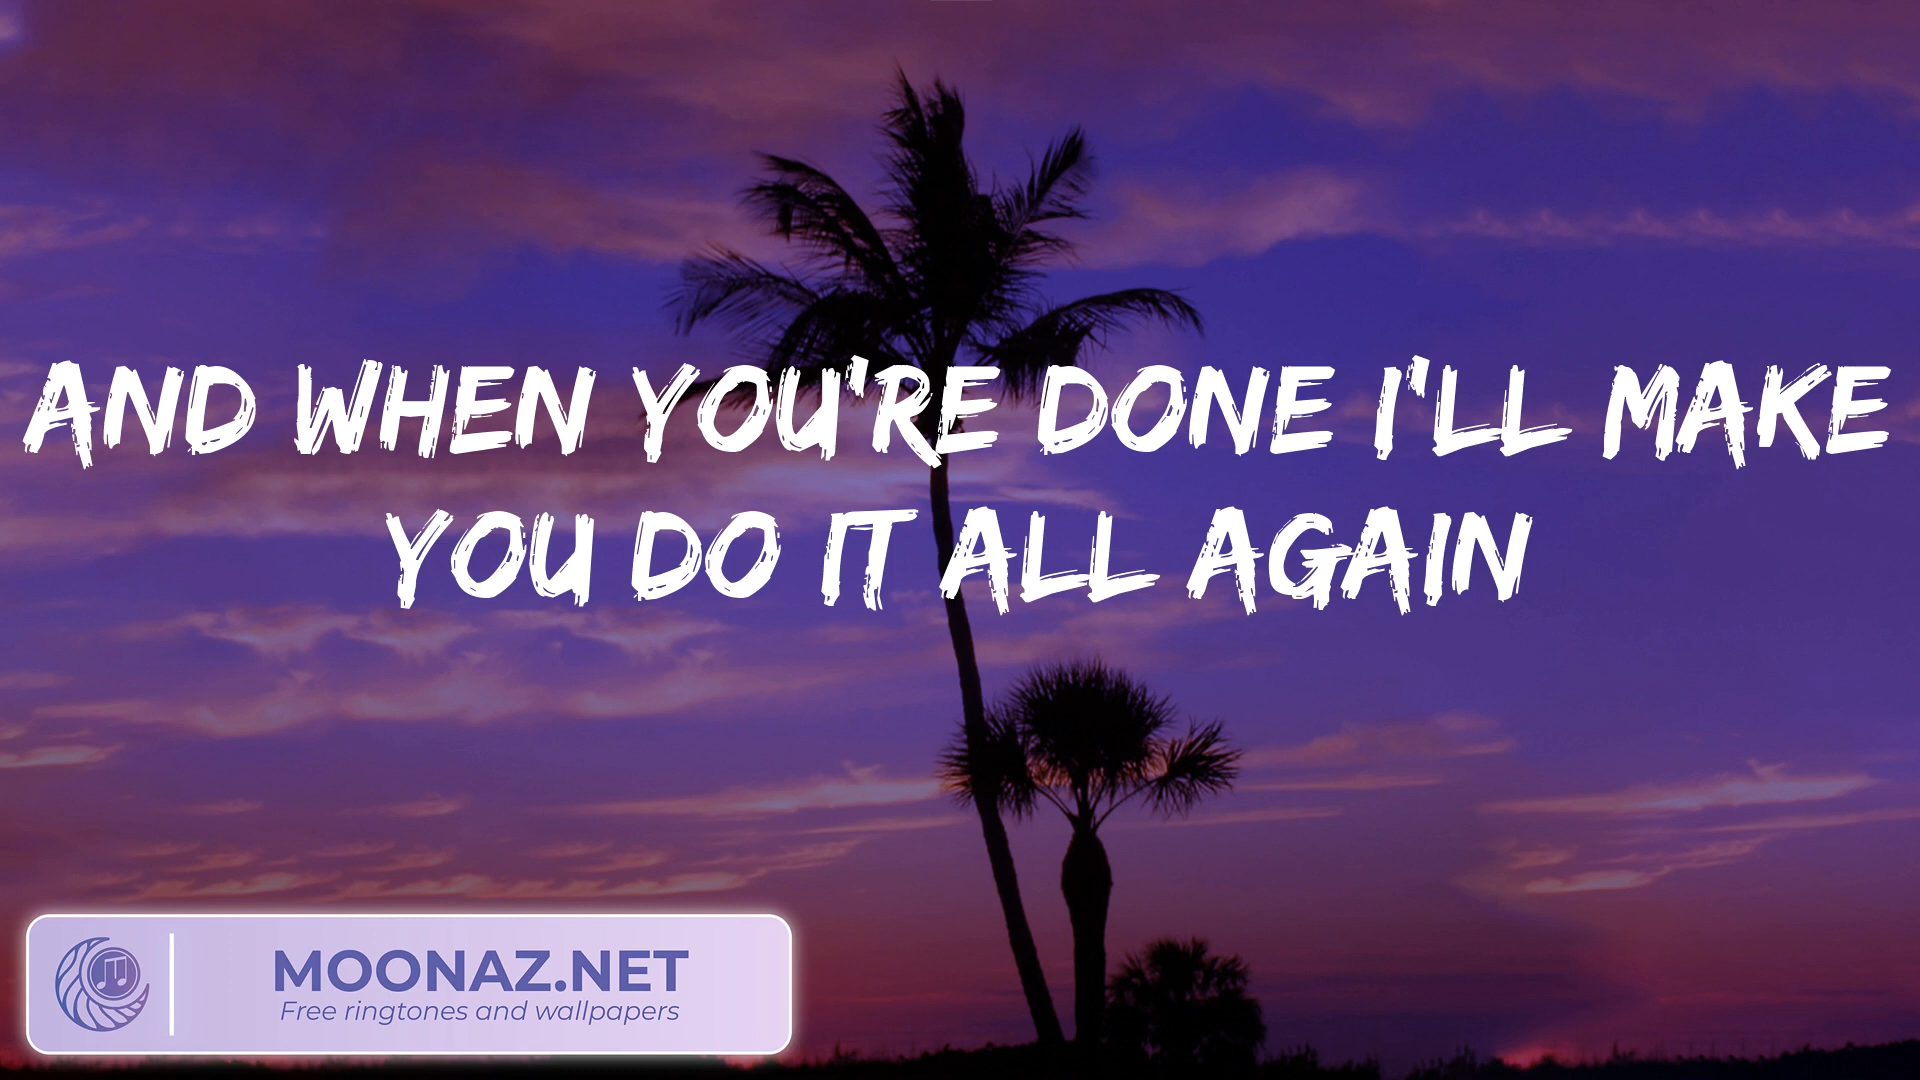 AND WHEN YOU'RE DONE I'LL MAKE
YOU DO IT ALL AGAIN
MOONAZ.NET
Free ringtones and wallpapers